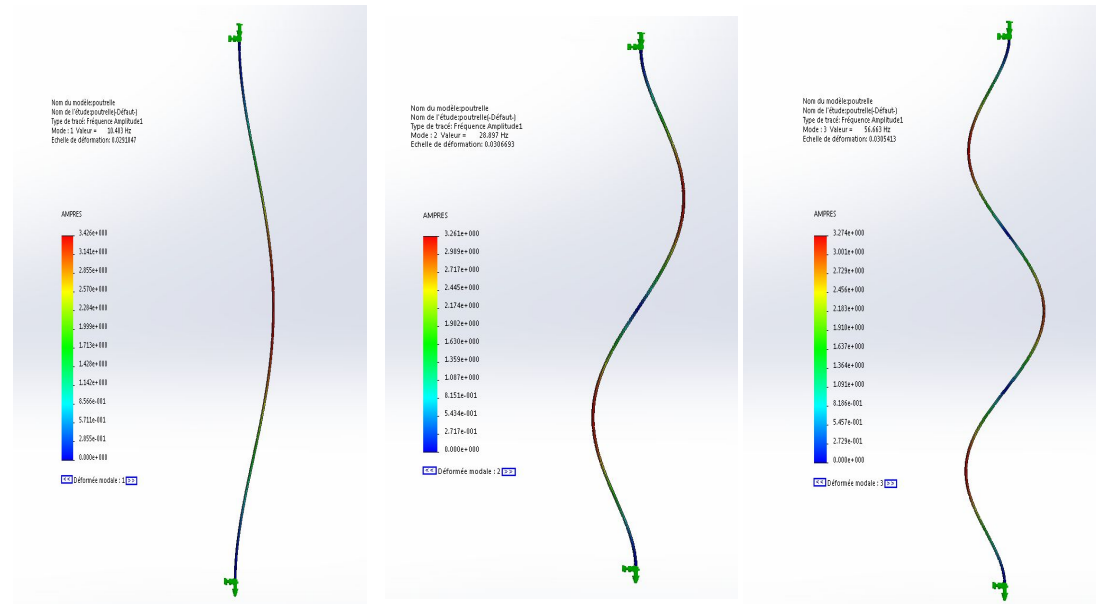 Nom du modèle:poutrelle
Nom de l'étude:poutrelle(-Défaut-)
Type de tracé: Fréquence Amplitude1
Mode : 1 Valeur = 10.403 Hz
Echelle de déformation: 0.0291047
AMPRES
3.426e+000
3.141e+000
2.855e+000
2.570e+000
2.284e+000
1.999e+000
1.713e+000
1.428e+000
1.142e+000
8.566e-001
5.711e-001
2.855e-001
0.000e+000
<< Déformée modale : 1 >>
Nom du modèle:poutrelle
Nom de l'étude:poutrelle(-Défaut-)
Type de tracé: Fréquence Amplitude1
Mode : 2 Valeur = 28.897 Hz
Echelle de déformation: 0.0306693
AMPRES
3.261e+000
2.989e+000
2.717e+000
2.445e+000
2.174e+000
1.902e+000
1.630e+000
1.359e+000
1.087e+000
8.151e-001
5.434e-001
2.717e-001
0.000e+000
<< Déformée modale : 2 >>
Nom du modèle:poutrelle
Nom de l'étude:poutrelle(-Défaut-)
Type de tracé: Fréquence Amplitude1
Mode : 3 Valeur = 56.663 Hz
Echelle de déformation: 0.0305413
AMPRES
3.274e+000
3.001e+000
2.729e+000
2.456e+000
2.183e+000
1.910e+000
1.637e+000
1.364e+000
1.091e+000
8.186e-001
5.457e-001
2.729e-001
0.000e+000
<< Déformée modale : 3 >>